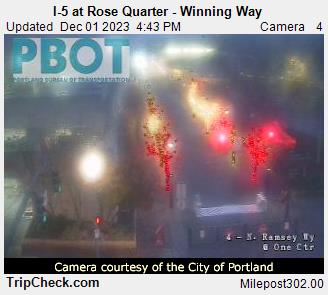 I-5 at Rose Quarter - Winning Way
Updated Dec 01 2023 4:43 PM Camera 4
PBOT
PORTLAND BUREAU OF TRANSPORTATION
4 - N. Ramsey Wy
@ One Ctr
Camera courtesy of the City of Portland
TripCheck.com Milepost302.00